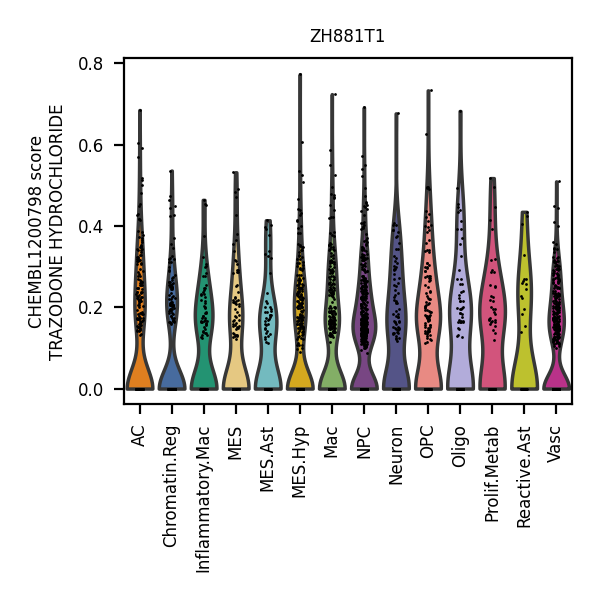 ZH881T1
CHEMBL1200798 score
TRAZODONE HYDROCHLORIDE
0.8
0.6
0.4
0.2
0.0
AC
Chromatin.Reg
Inflammatory.Mac
MES
MES.Ast
MES.Hyp
Mac
NPC
Neuron
OPC
Oligo
Prolif.Metab
Reactive.Ast
Vasc